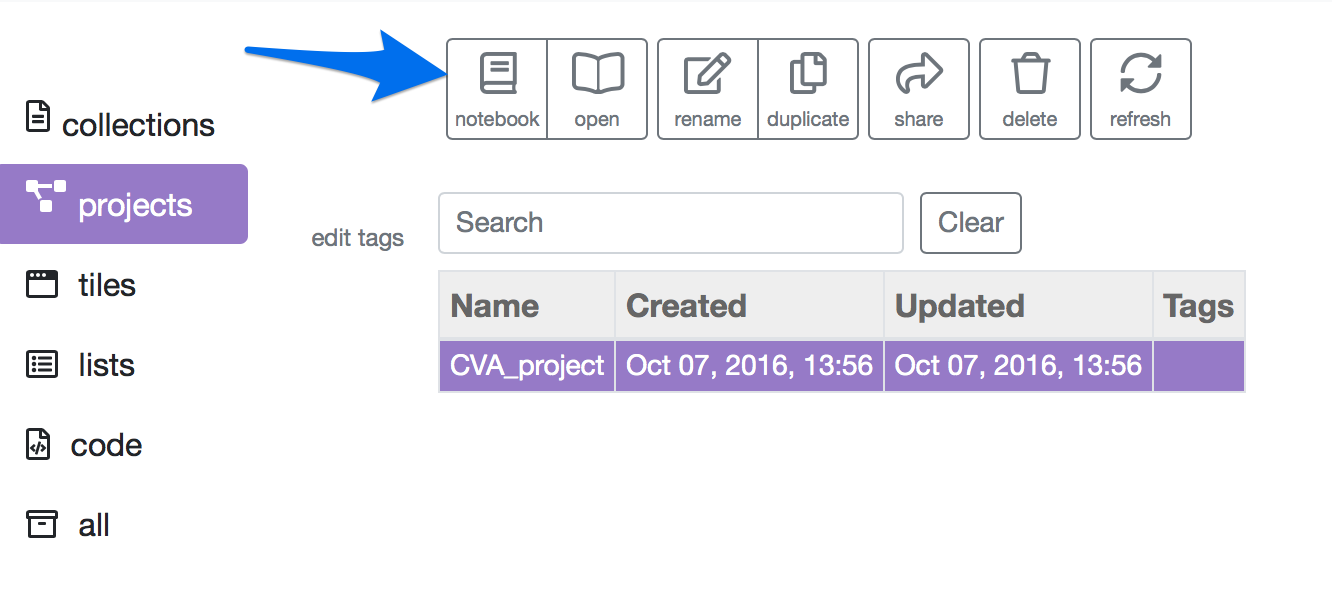 notebook open rename duplicate share delete refresh
collections
projects
tiles
lists
code
all
edit tags Search Clear
Name Created Updated Tags
CVA_project Oct 07, 2016, 13:56 Oct 07, 2016, 13:56